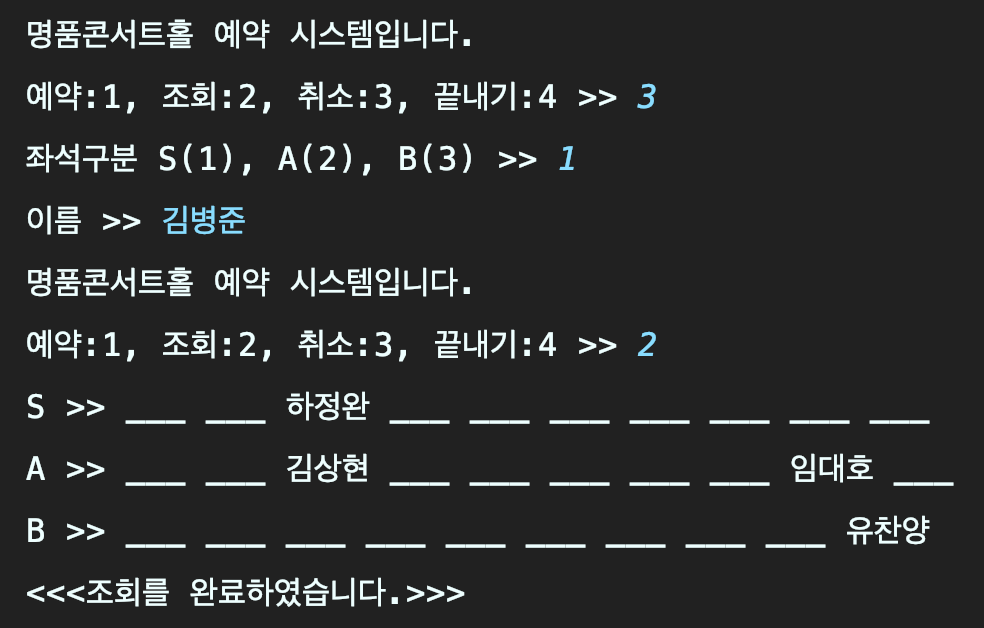 명품콘서트홀 예약 시스템입니다.
예약:1, 조회:2, 취소:3, 끝내기:4 >> 3
좌석구분 S(1), A(2), B(3) >> 1
이름 >> 김병준
명품콘서트홀 예약 시스템입니다.
예약:1, 조회:2, 취소:3, 끝내기:4 >> 2
S >> ___ ___ 하정완 ___ ___ ___ ___ ___ ___ ___
A >> ___ ___ 김상현 ___ ___ ___ ___ ___ 임대호 ___
B >> ___ ___ ___ ___ ___ ___ ___ ___ ___ 유찬양
<<<조회를 완료하였습니다.>>>